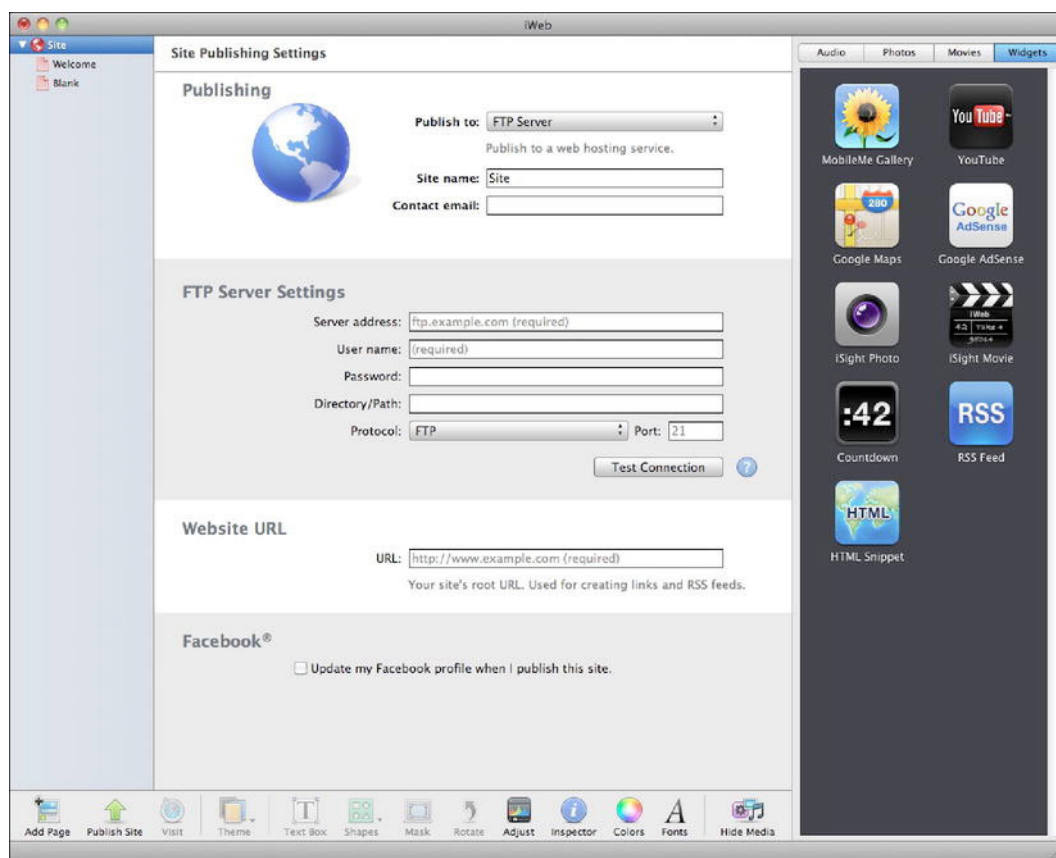 iWeb
Site
Welcome
Blank
Site Publishing Settings
Publishing
Publish to: FTP Server
Publish to a web hosting service.
Site name: Site
Contact email:
FTP Server Settings
Server address: ftp.example.com (required)
User name: (required)
Password:
Directory/Path:
Protocol: FTP Port: 21
Test Connection ?
Website URL
URL: http://www.example.com (required)
Your site's root URL. Used for creating links and RSS feeds.
Facebook®
Update my Facebook profile when I publish this site.
Audio Photos Movies Widgets
You Tube
MobileMe Gallery YouTube
280 Google AdSense
Google Maps Google AdSense
iWeb
42 Take 4
iSight Photo iSight Movie
:42 RSS
Countdown RSS Feed
HTML
HTML Snippet
Add Page Publish Site Visit Theme Text Box Shapes Mask Rotate Adjust Inspector Colors Fonts Hide Media